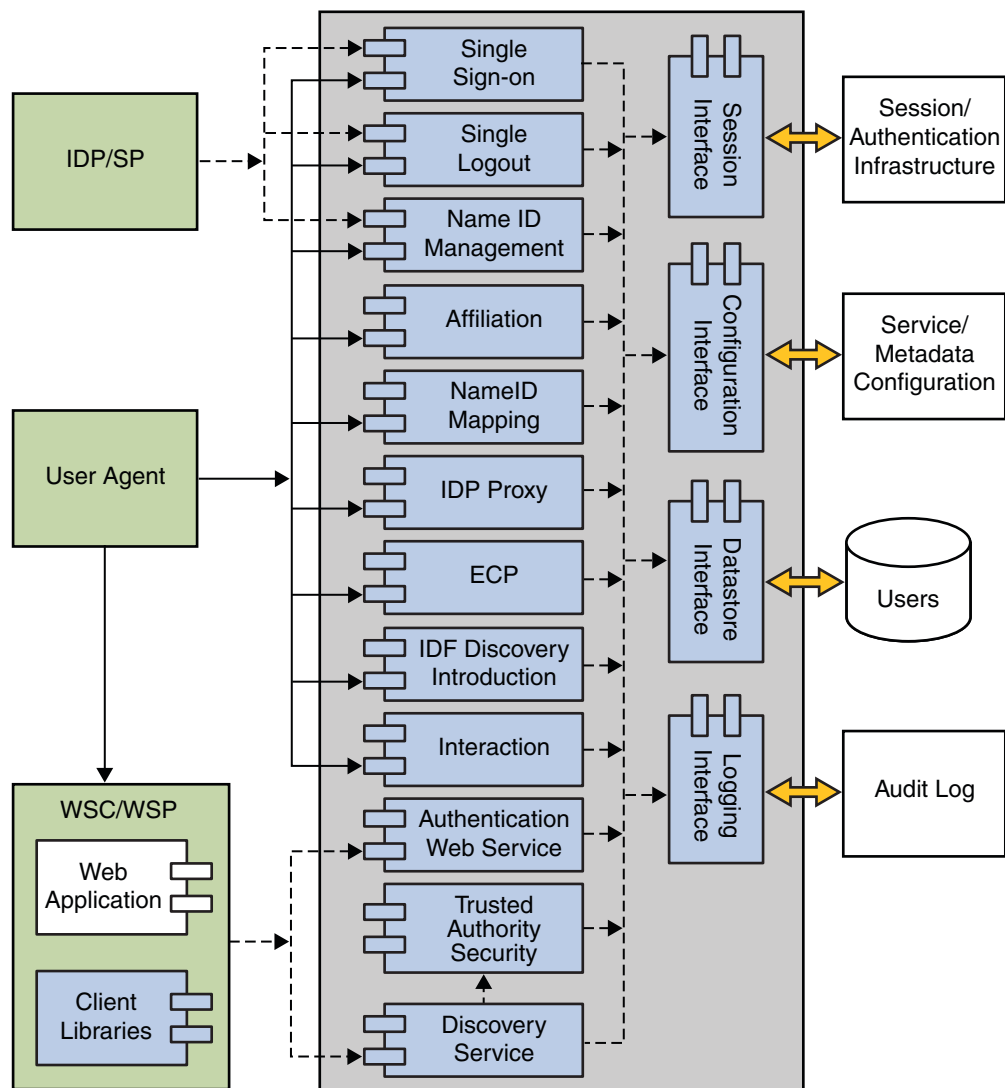 IDP/SP
User Agent
WSC/WSP
Web
Application
Client
Libraries
Single
Sign-on
Single
Logout
Name ID
Management
Affiliation
NameID
Mapping
IDP Proxy
ECP
IDF Discovery
Introduction
Interaction
Authentication
Web Service
Trusted
Authority
Security
Discovery
Service
Session
Interface
Configuration
Interface
Datastore
Interface
Logging
Interface
Session/
Authentication
Infrastructure
Service/
Metadata
Configuration
Users
Audit Log